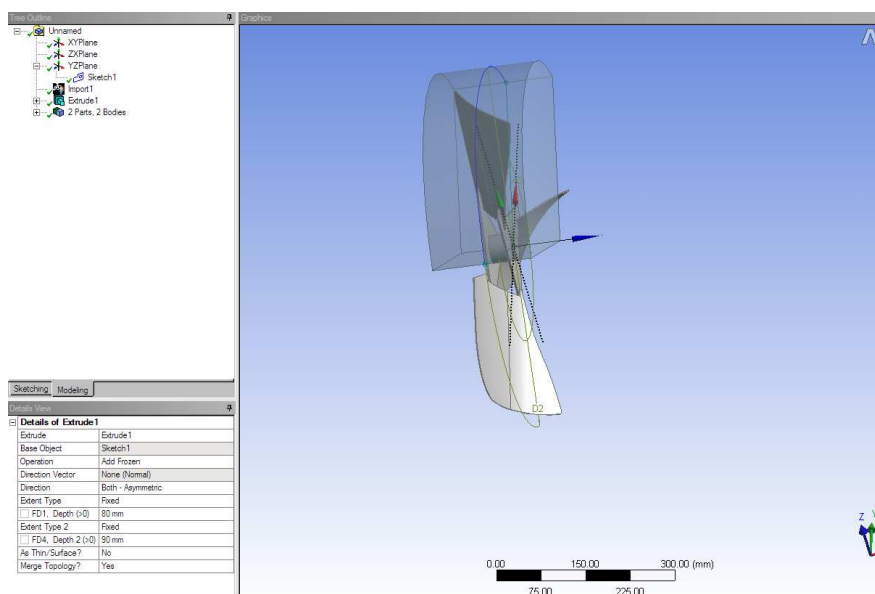 Tree Outline
Unnamed
XYPlane
ZXPlane
YZPlane
Sketch1
Import1
Extrude1
2 Parts, 2 Bodies
Sketching Modeling
Details View
Details of Extrude1
Extrude Extrude1
Base Object Sketch1
Operation Add Frozen
Direction Vector None (Normal)
Direction Both - Asymmetric
Extent Type Fixed
FD1, Depth (>0) 80 mm
Extent Type 2 Fixed
FD4, Depth 2 (>0) 90 mm
As Thin/Surface? No
Merge Topology? Yes
Graphics
D2
Z Y
0.00 150.00 300.00 (mm)
75.00 225.00